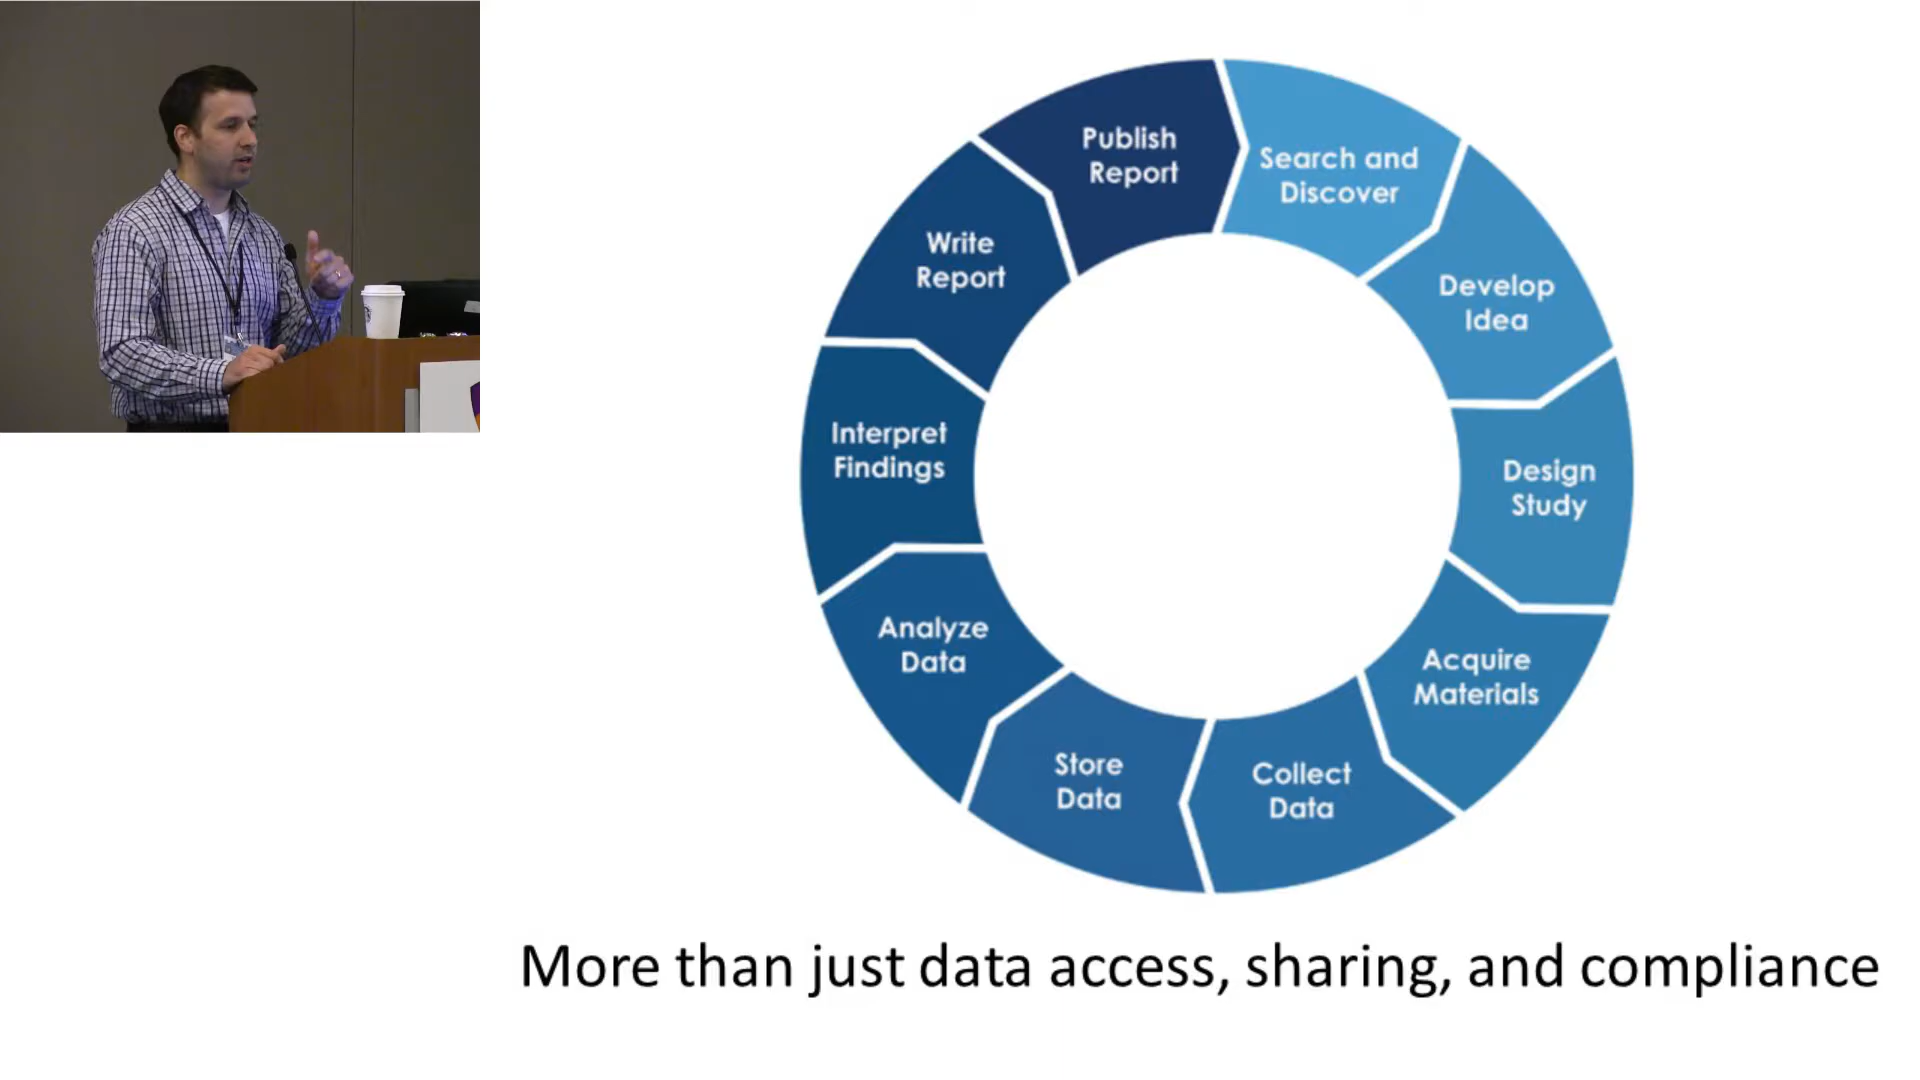 Publish
Report
Search and
Discover
Develop
Idea
Design
Study
Acquire
Materials
Collect
Data
Store
Data
Analyze
Data
Interpret
Findings
Write
Report
More than just data access, sharing, and compliance